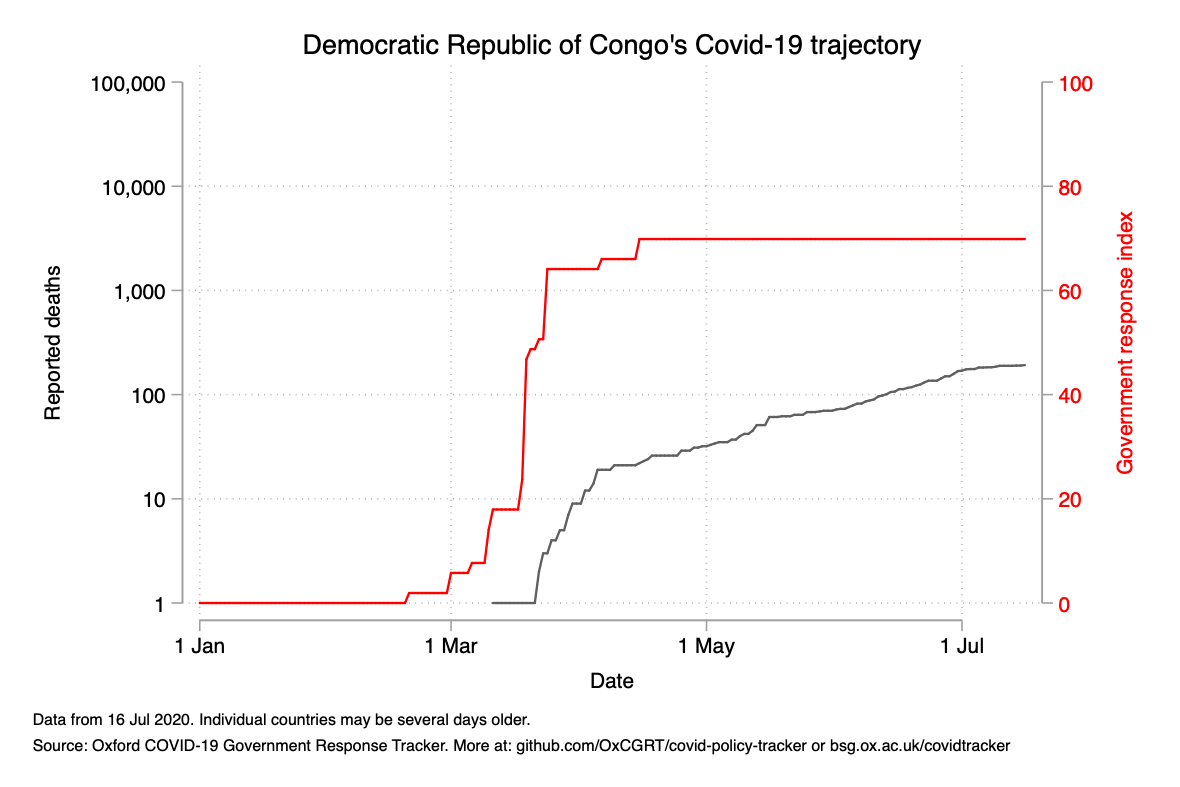 Democratic Republic of Congo's Covid-19 trajectory
100,000
10,000
1,000
100
10
1
Reported deaths
100
80
60
40
20
0
Government response index
1 Jan
1 Mar
1 May
1 Jul
Date
Data from 16 Jul 2020. Individual countries may be several days older.
Source: Oxford COVID-19 Government Response Tracker. More at: github.com/OxCGRT/covid-policy-tracker or bsg.ox.ac.uk/covidtracker